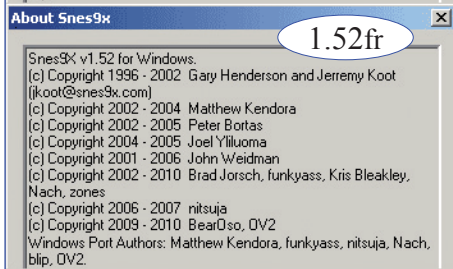 About Snes9x
1.52fr
Snes9X v1.52 for Windows.
(c) Copyright 1996 - 2002  Gary Henderson and Jerremy Koot
(jkoot@snes9x.com)
(c) Copyright 2002 - 2004  Matthew Kendora
(c) Copyright 2002 - 2005  Peter Bortas
(c) Copyright 2004 - 2005  Joel Yliluoma
(c) Copyright 2001 - 2006  John Weidman
(c) Copyright 2002 - 2010  Brad Jorsch, funkyass, Kris Bleakley,
Nach, zones
(c) Copyright 2006 - 2007  nitsuja
(c) Copyright 2009 - 2010  BearOso, OV2
Windows Port Authors: Matthew Kendora, funkyass, nitsuja, Nach,
blip, OV2.